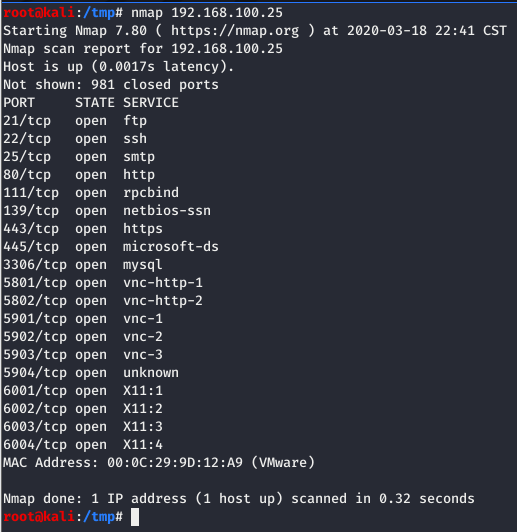 root@kali:/tmp# nmap 192.168.100.25
Starting Nmap 7.80 ( https://nmap.org ) at 2020-03-18 22:41 CST
Nmap scan report for 192.168.100.25
Host is up (0.0017s latency).
Not shown: 981 closed ports
PORT     STATE SERVICE
21/tcp   open  ftp
22/tcp   open  ssh
25/tcp   open  smtp
80/tcp   open  http
111/tcp  open  rpcbind
139/tcp  open  netbios-ssn
443/tcp  open  https
445/tcp  open  microsoft-ds
3306/tcp open  mysql
5801/tcp open  vnc-http-1
5802/tcp open  vnc-http-2
5901/tcp open  vnc-1
5902/tcp open  vnc-2
5903/tcp open  vnc-3
5904/tcp open  unknown
6001/tcp open  X11:1
6002/tcp open  X11:2
6003/tcp open  X11:3
6004/tcp open  X11:4
MAC Address: 00:0C:29:9D:12:A9 (VMware)

Nmap done: 1 IP address (1 host up) scanned in 0.32 seconds
root@kali:/tmp#